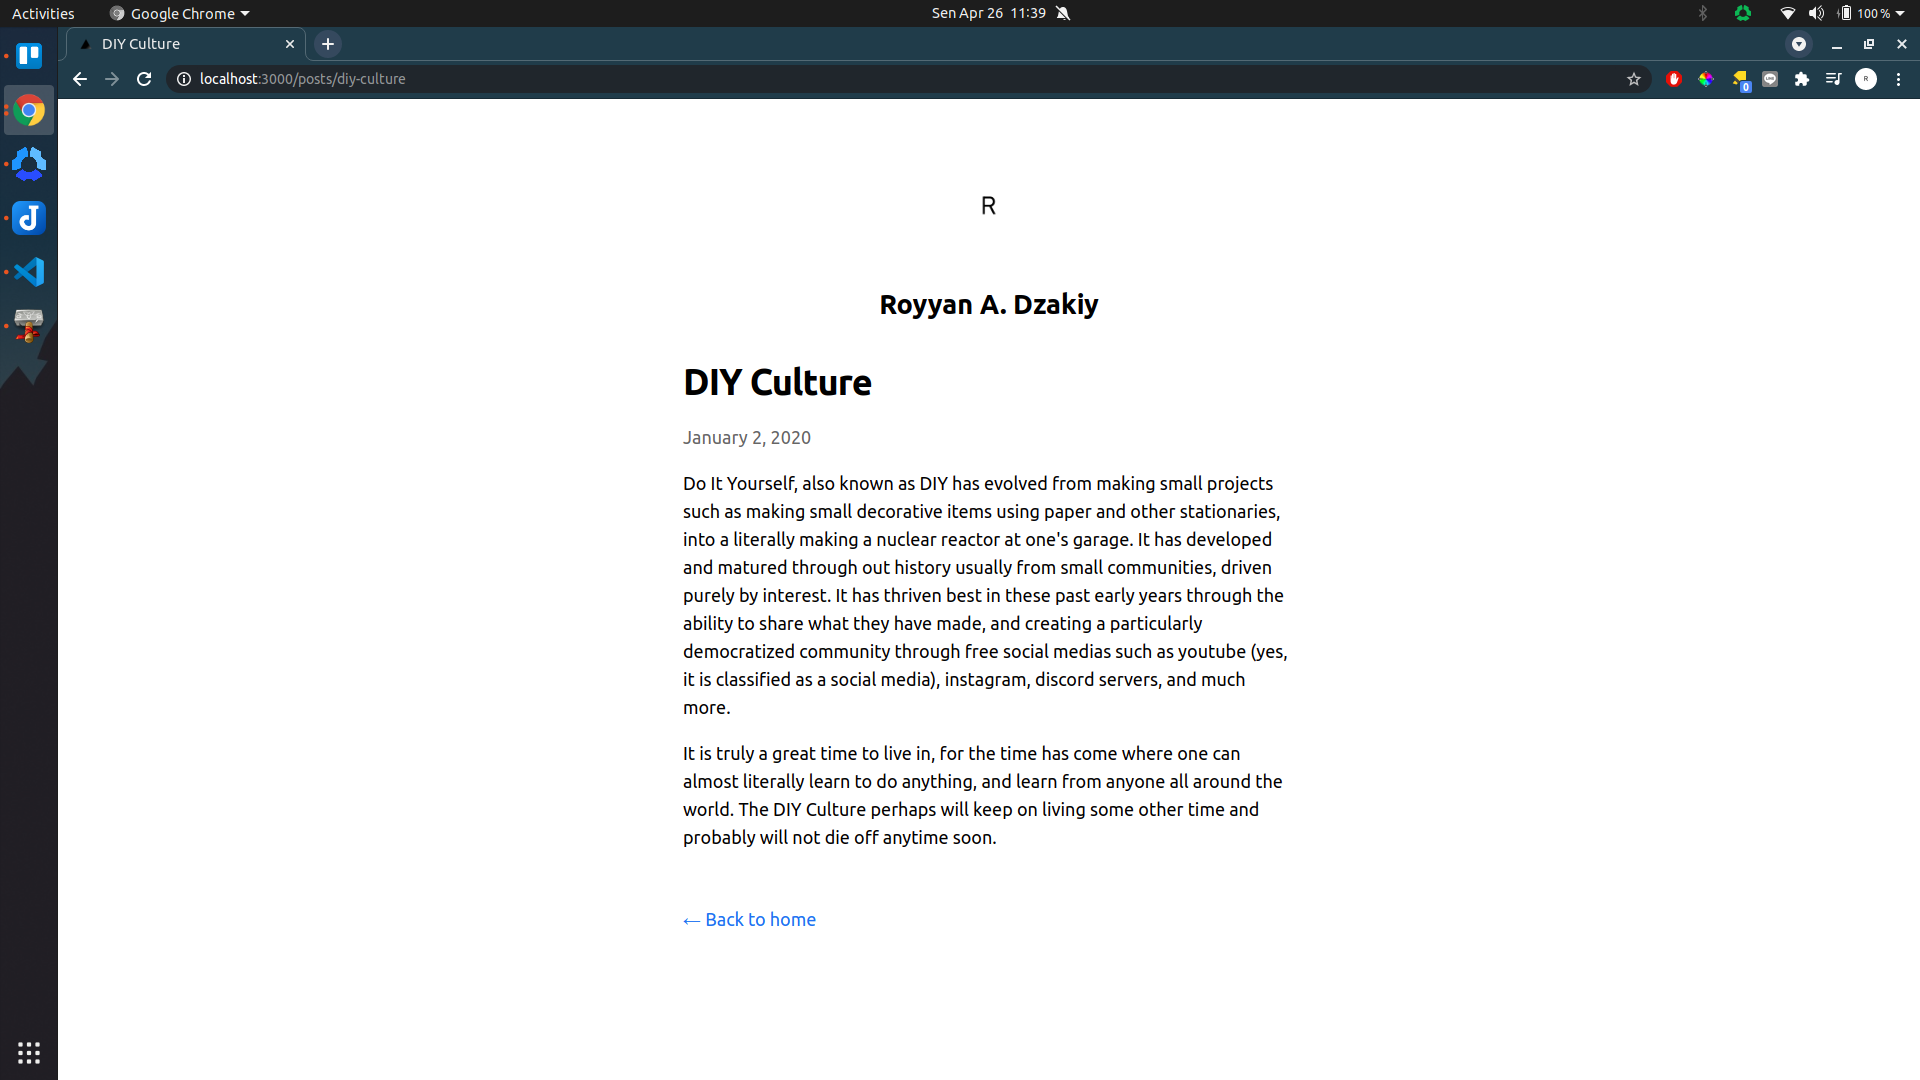 Activities Google Chrome Sen Apr 26 11:39 100 %
DIY Culture
localhost:3000/posts/diy-culture 0 R
R
Royyan A. Dzakiy
DIY Culture
January 2, 2020
Do It Yourself, also known as DIY has evolved from making small projects
such as making small decorative items using paper and other stationaries,
into a literally making a nuclear reactor at one's garage. It has developed
and matured through out history usually from small communities, driven
purely by interest. It has thriven best in these past early years through the
ability to share what they have made, and creating a particularly
democratized community through free social medias such as youtube (yes,
it is classified as a social media), instagram, discord servers, and much
more.
It is truly a great time to live in, for the time has come where one can
almost literally learn to do anything, and learn from anyone all around the
world. The DIY Culture perhaps will keep on living some other time and
probably will not die off anytime soon.
← Back to home